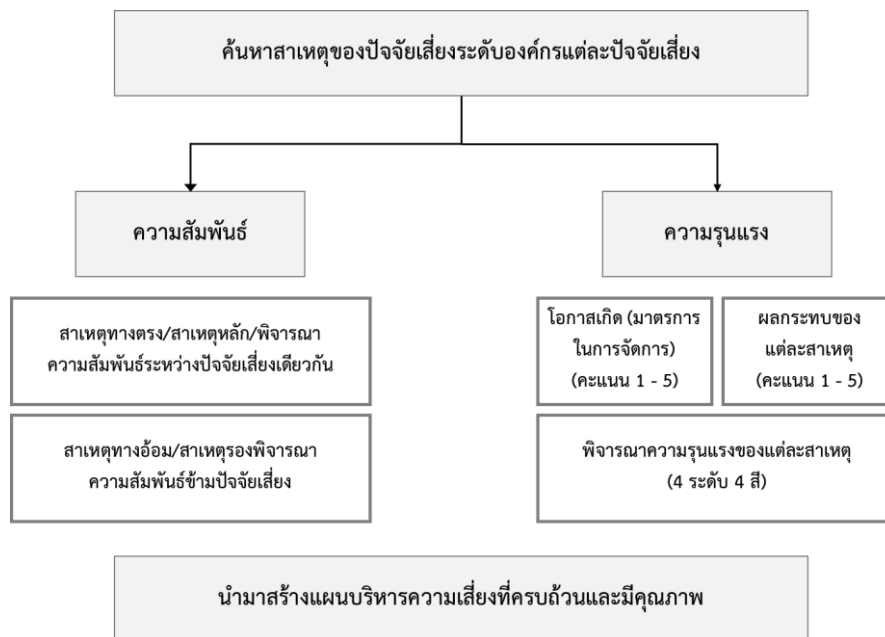 ค้นหาสาเหตุของปัจจัยเสี่ยงระดับองค์กรแต่ละปัจจัยเสี่ยง
ความสัมพันธ์
สาเหตุทางตรง/สาเหตุหลัก/พิจารณา
ความสัมพันธ์ระหว่างปัจจัยเสี่ยงเดียวกัน
สาเหตุทางอ้อม/สาเหตุรองพิจารณา
ความสัมพันธ์ข้ามปัจจัยเสี่ยง
ความรุนแรง
โอกาสเกิด (มาตรการ
ในการจัดการ)
(คะแนน 1 - 5)
ผลกระทบของ
แต่ละสาเหตุ
(คะแนน 1 - 5)
พิจารณาความรุนแรงของแต่ละสาเหตุ
(4 ระดับ 4 สี)
นำมาสร้างแผนบริหารความเสี่ยงที่ครบถ้วนและมีคุณภาพ